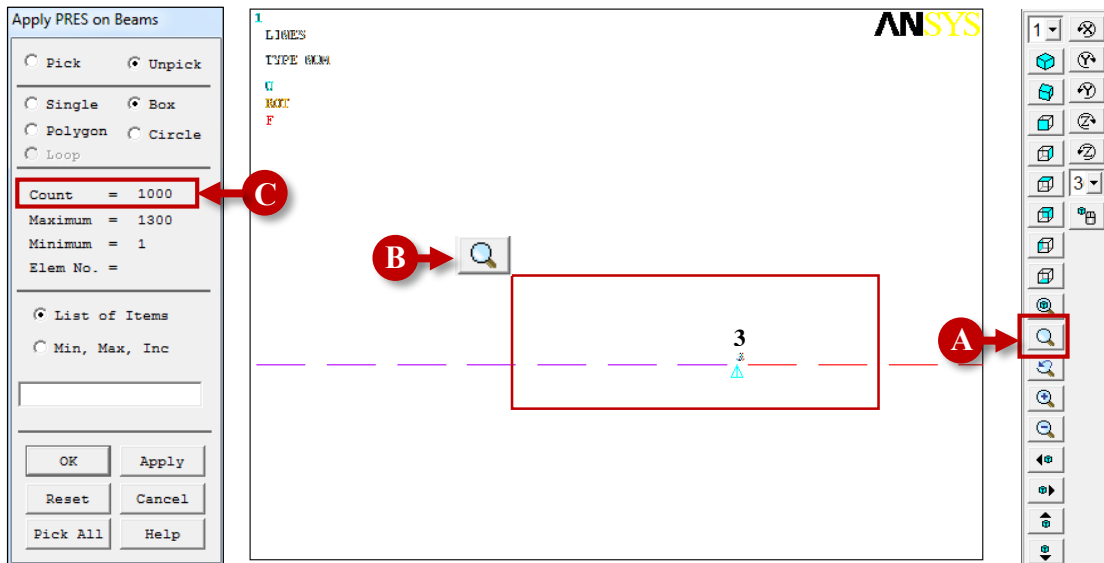 Apply PRES on Beams
Pick Unpick
Single Box
Polygon Circle
Loop
Count = 1000
Maximum = 1300
Minimum = 1
Elem No. =
List of Items
Min, Max, Inc
OK Apply
Reset Cancel
Pick All Help
C
1
LINES
TYPE NUM
U
ROT
F
ANSYS
B
3
3
A
1
3